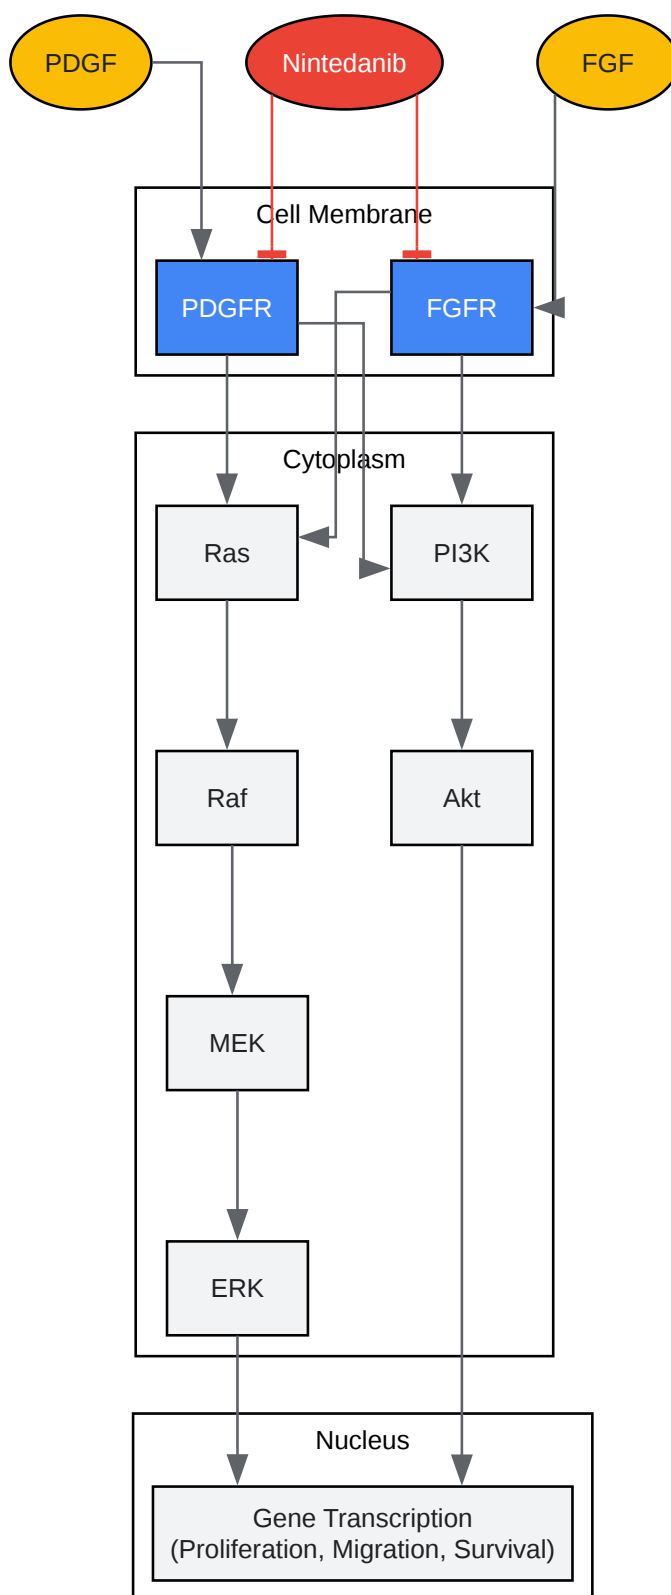 PDGF
Nintedanib
FGF
Cell Membrane
PDGFR
FGFR
Cytoplasm
Ras
PI3K
Raf
Akt
MEK
ERK
Nucleus
Gene Transcription
(Proliferation, Migration, Survival)